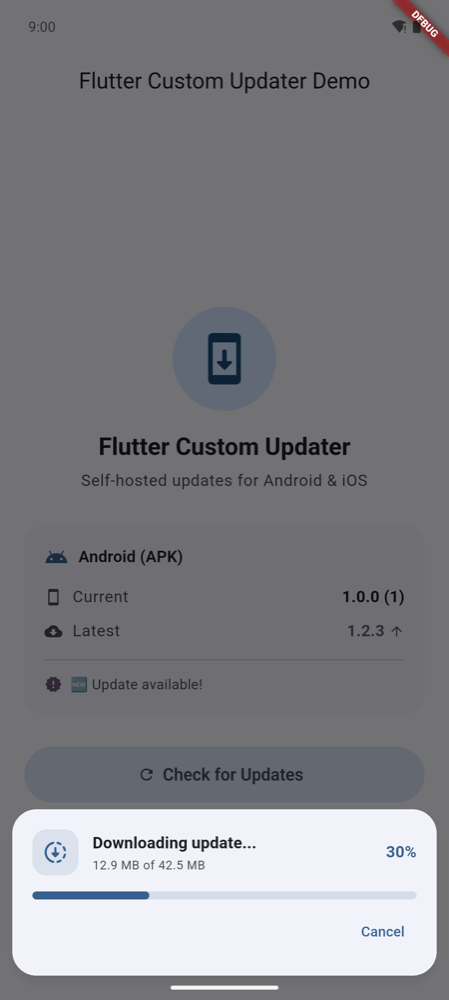 9:00
DEBUG
Flutter Custom Updater Demo
Flutter Custom Updater
Self-hosted updates for Android & iOS
Android (APK)
Current 1.0.0 (1)
Latest 1.2.3 ↑
🆕 Update available!
Check for Updates
Downloading update...
12.9 MB of 42.5 MB
30%
Cancel